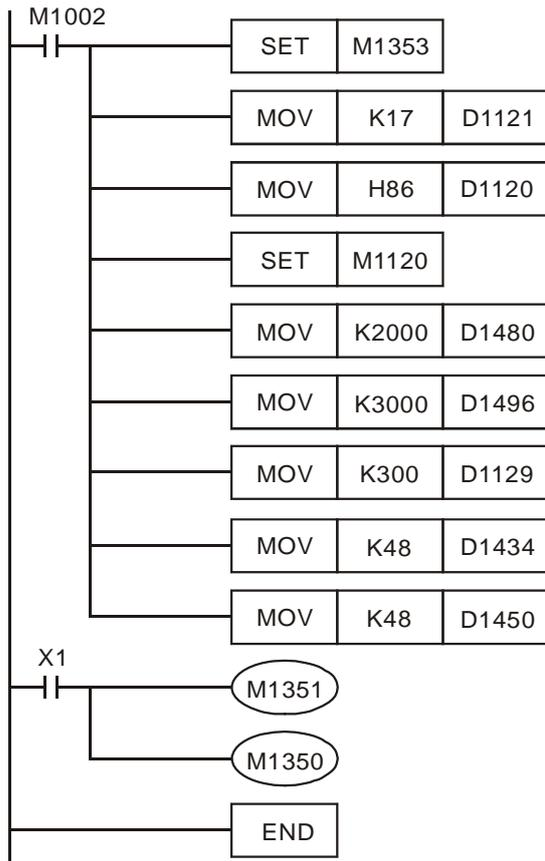 M1002
SET M1353
MOV K17 D1121
MOV H86 D1120
SET M1120
MOV K2000 D1480
MOV K3000 D1496
MOV K300 D1129
MOV K48 D1434
MOV K48 D1450
X1
M1351
M1350
END